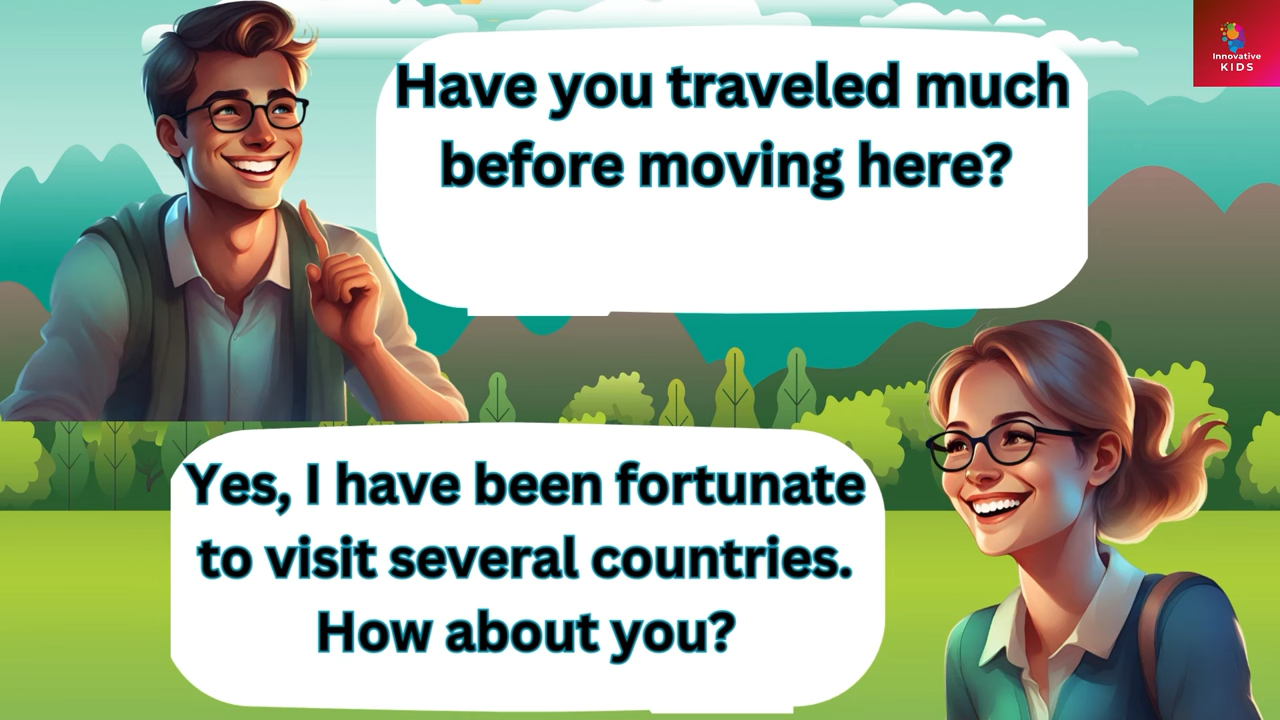 Innovative
KIDS
Have you traveled much
before moving here?
Yes, I have been fortunate
to visit several countries.
How about you?